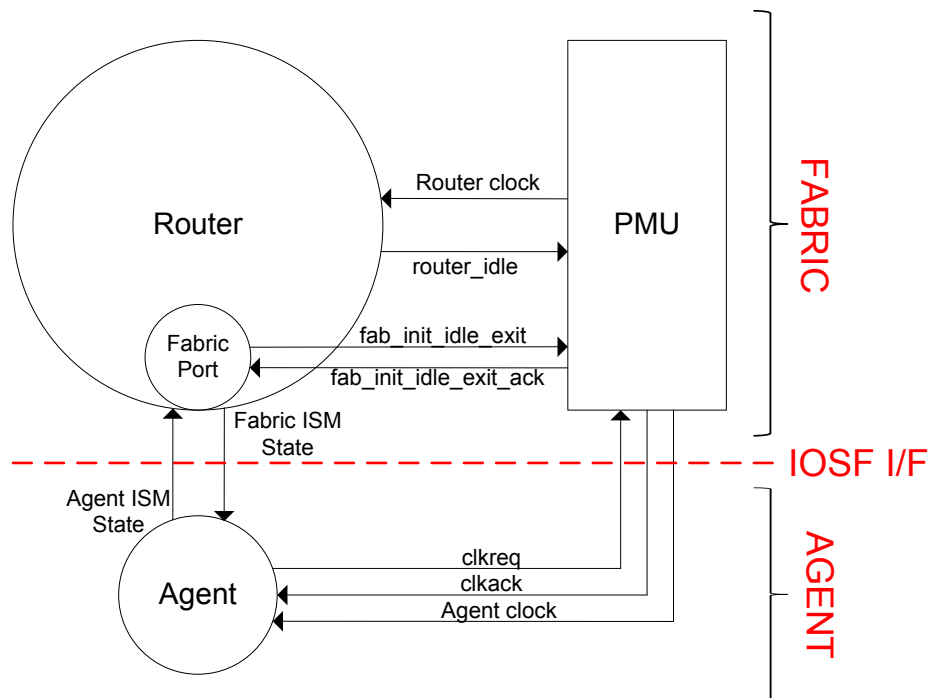 Router clock
Router
PMU
router_idle
FABRIC
fab_init_idle_exit
Fabric
Port
fab_init_idle_exit_ack
Fabric ISM
State
IOSF I/F
Agent ISM
State
clkreq
Agent
clkack
Agent clock
AGENT